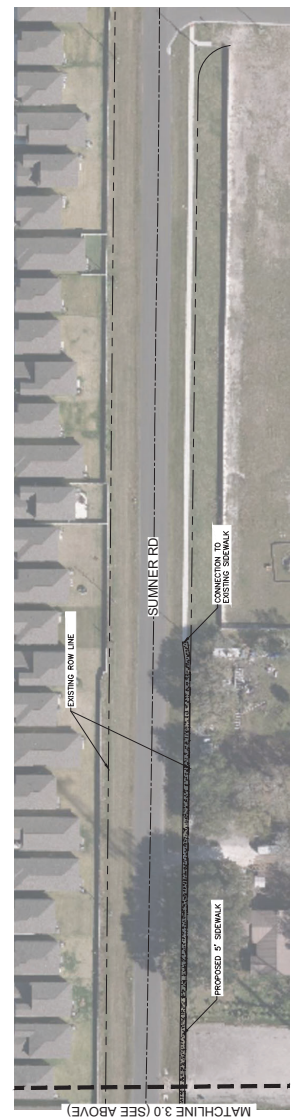 EXISTING ROW LINE
SUMNER RD
CONNECTION TO
EXISTING SIDEWALK
PROPOSED 5' SIDEWALK
MATCHLINE 3.0 (SEE ABOVE)